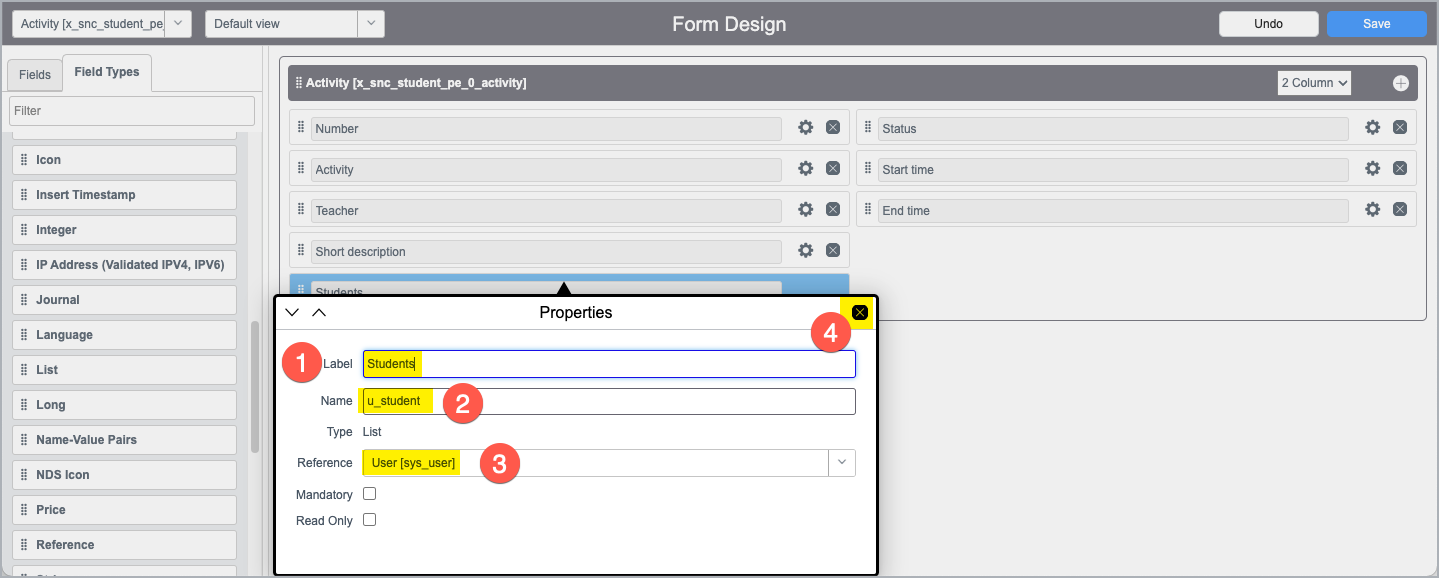 Activity [x_snc_student_pe_
Default view
Form Design
Undo
Save
Fields
Field Types
Filter
Icon
Insert Timestamp
Integer
IP Address (Validated IPV4, IPV6)
Journal
Language
List
Long
Name-Value Pairs
NDS Icon
Price
Reference
Activity [x_snc_student_pe_0_activity]
2 Column
Number
Status
Activity
Start time
Teacher
End time
Short description
Students
Properties
4
1
Label
Students
Name
u_student
2
Type
List
Reference
User [sys_user]
3
Mandatory
Read Only